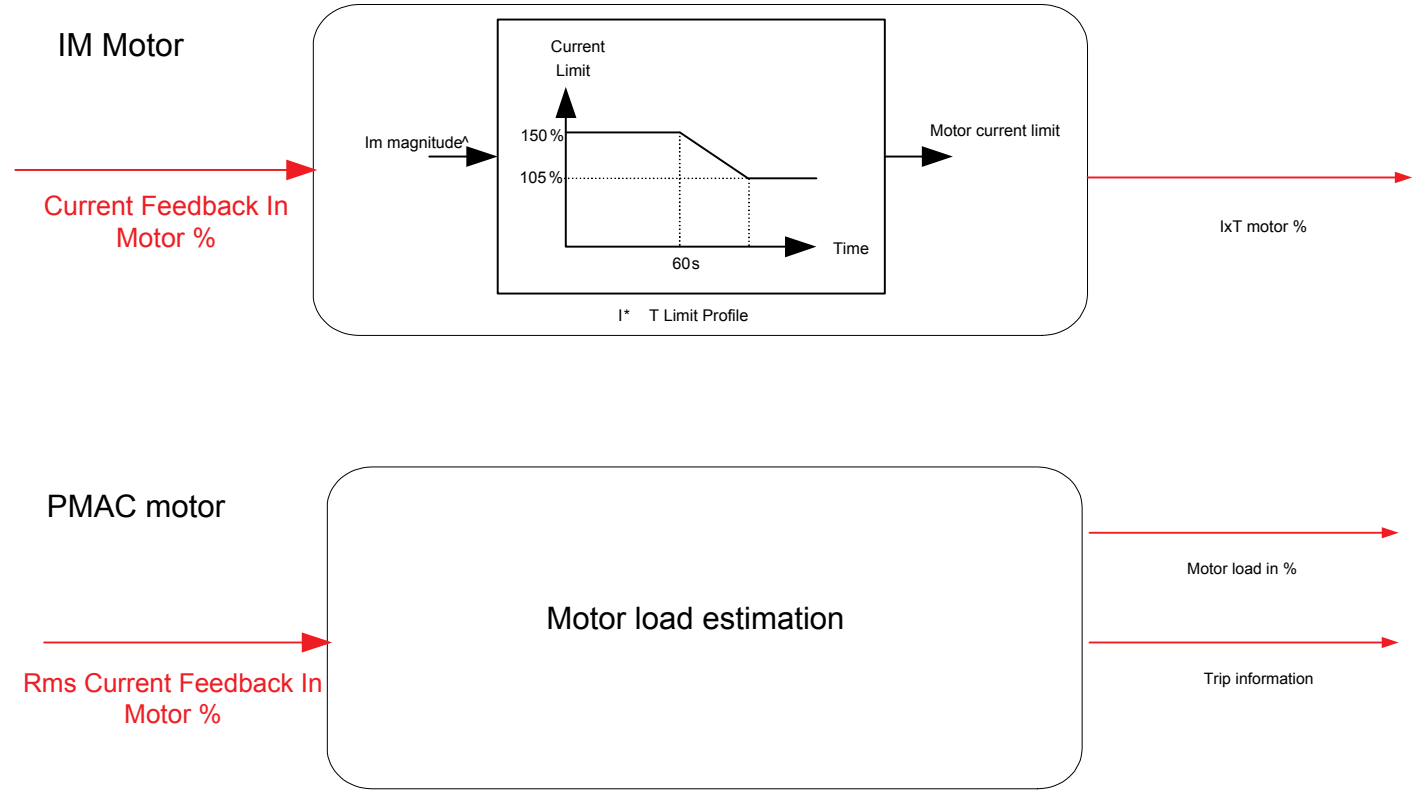 IM Motor
Current
Limit
150 %
Im magnitude^
Motor current limit
105 %
Current Feedback In
Motor %
IxT motor %
Time
60s
I* T Limit Profile
PMAC motor
Motor load in %
Motor load estimation
Rms Current Feedback In
Motor %
Trip information